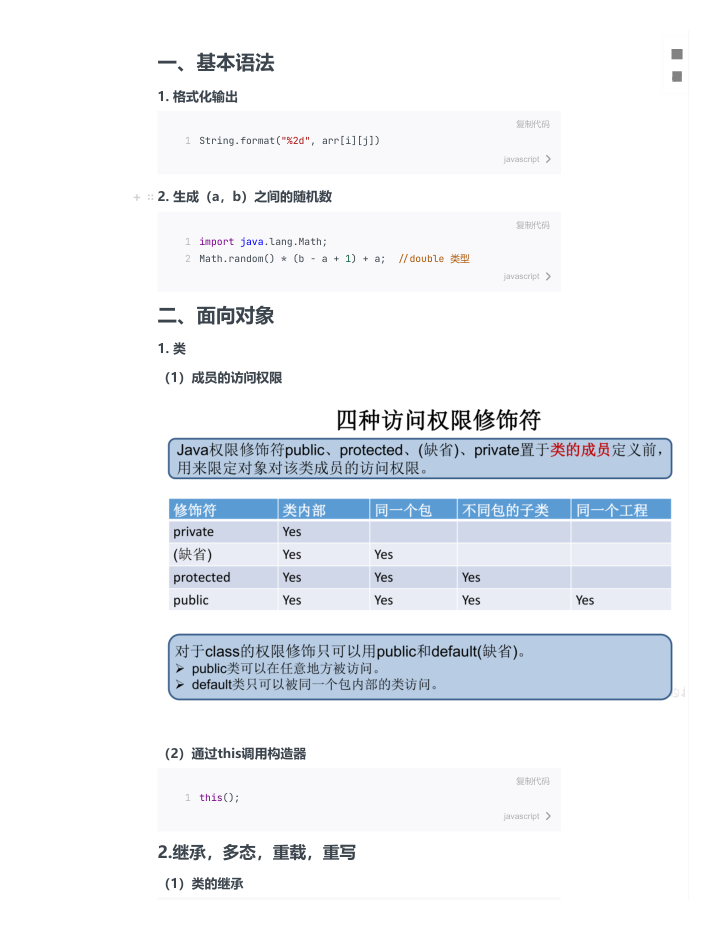 一、基本语法
1. 格式化输出
复制代码
1 String.format("%2d", arr[i][j])
javascript
2. 生成（a，b）之间的随机数
复制代码
1 import java.lang.Math;
2 Math.random() * (b - a + 1) + a;  //double 类型
javascript
二、面向对象
1. 类
（1）成员的访问权限
四种访问权限修饰符
Java权限修饰符public、protected、(缺省)、private置于类的成员定义前，
用来限定对象对该类成员的访问权限。
修饰符 类内部 同一个包 不同包的子类 同一个工程
private Yes
(缺省) Yes Yes
protected Yes Yes Yes
public Yes Yes Yes Yes
对于class的权限修饰只可以用public和default(缺省)。
➢ public类可以在任意地方被访问。
➢ default类只可以被同一个包内部的类访问。
（2）通过this调用构造器
复制代码
1 this();
javascript
2.继承，多态，重载，重写
（1）类的继承